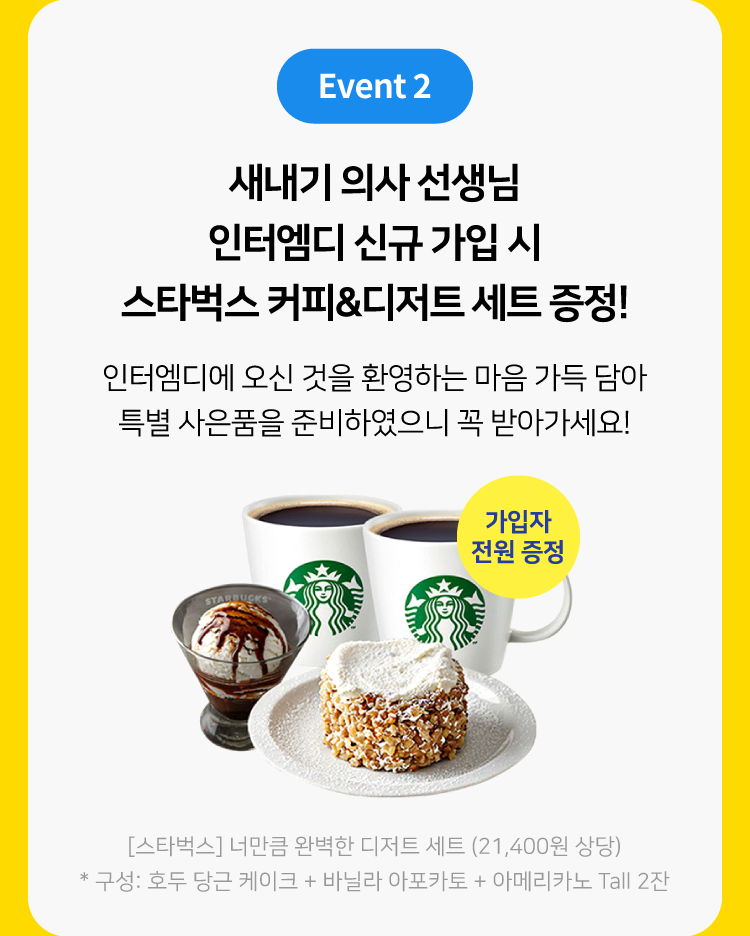 Event 2
새내기 의사 선생님
인터엠디 신규 가입 시
스타벅스 커피&디저트 세트 증정!
인터엠디에 오신 것을 환영하는 마음 가득 담아
특별 사은품을 준비하였으니 꼭 받아가세요!
가입자
전원 증정
STARBUCKS
[스타벅스] 너만큼 완벽한 디저트 세트 (21,400원 상당)
* 구성: 호두 당근 케이크 + 바닐라 아포카토 + 아메리카노 Tall 2잔